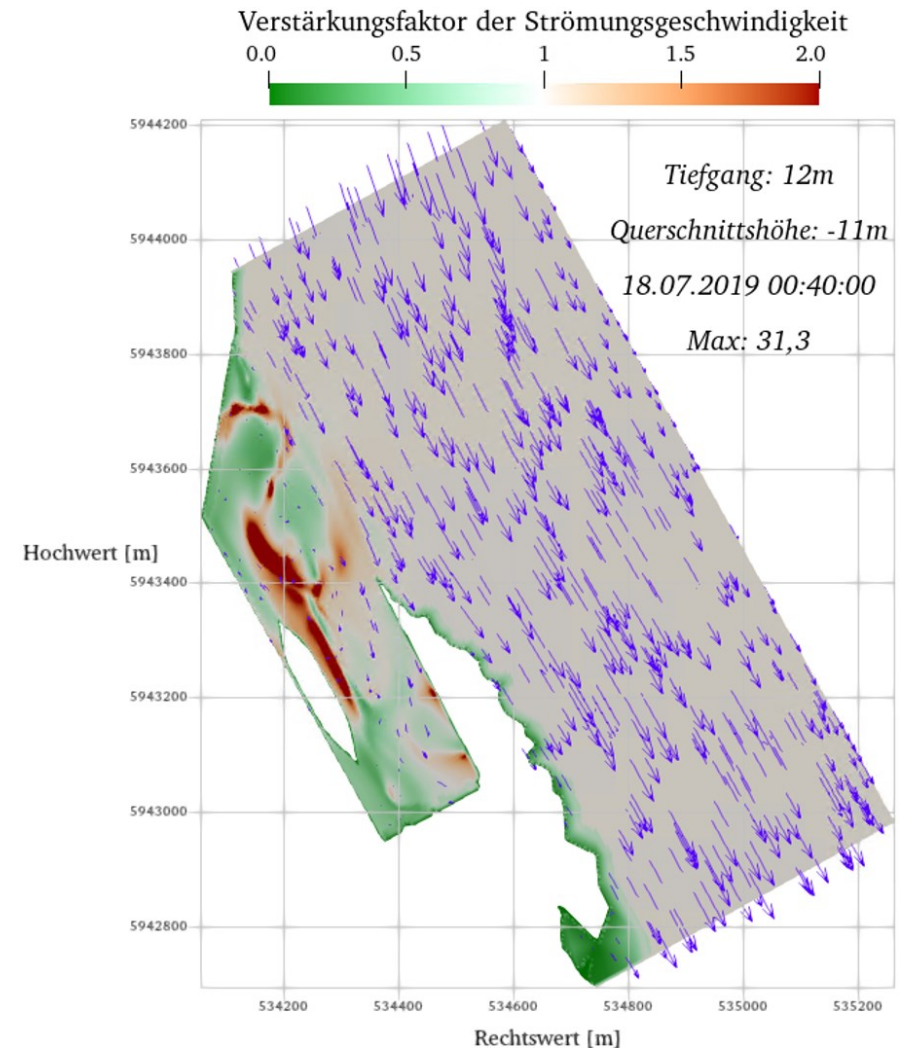 Verstärkungsfaktor der Strömungsgeschwindigkeit
0.0 0.5 1 1.5 2.0
5944200
Tiefgang: 12m
Querschnittshöhe: -11m
5944000
18.07.2019 00:40:00
Max: 31,3
5943800
5943600
Hochwert [m]
5943400
5943200
5943000
5942800
534200 534400 534600 534800 535000 535200
Rechtswert [m]